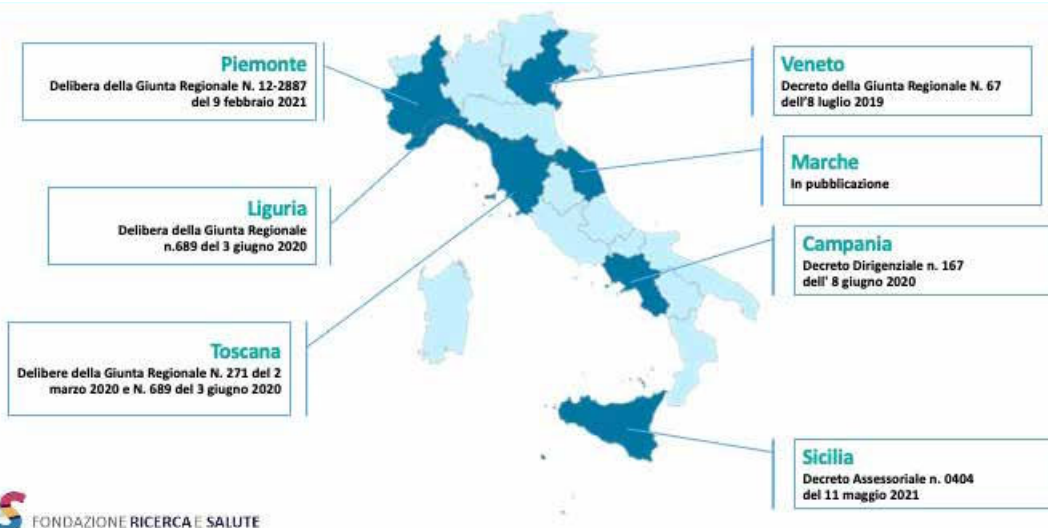 Piemonte
Delibera della Giunta Regionale N. 12-2887
del 9 febbraio 2021
Liguria
Delibera della Giunta Regionale
n.689 del 3 giugno 2020
Toscana
Delibere della Giunta Regionale N. 271 del 2
marzo 2020 e N. 689 del 3 giugno 2020
Veneto
Decreto della Giunta Regionale N. 67
dell'8 luglio 2019
Marche
In pubblicazione
Campania
Decreto Dirigenziale n. 167
dell' 8 giugno 2020
Sicilia
Decreto Assessoriale n. 0404
del 11 maggio 2021
FONDAZIONE RICERCA E SALUTE